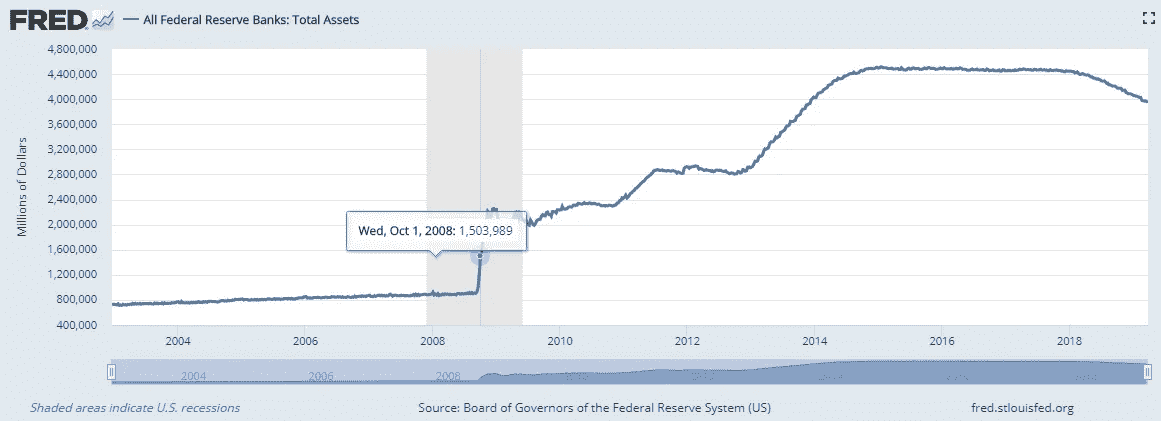 FRED
All Federal Reserve Banks: Total Assets
Millions of Dollars
4,800,000
4,400,000
4,000,000
3,600,000
3,200,000
2,800,000
2,400,000
2,000,000
1,600,000
1,200,000
800,000
400,000
Wed, Oct 1, 2008: 1,503,989
2004 2006 2008 2010 2012 2014 2016 2018
2004 2006 2008
Shaded areas indicate U.S. recessions
Source: Board of Governors of the Federal Reserve System (US)
fred.stlouisfed.org